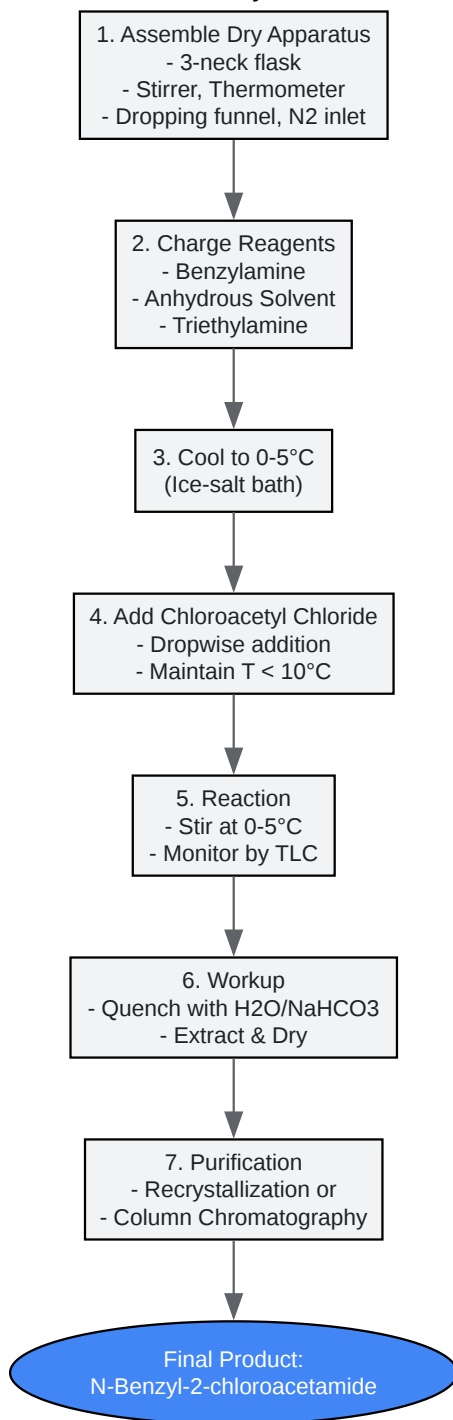 1. Assemble Dry Apparatus
- 3-neck flask
- Stirrer, Thermometer
- Dropping funnel, N2 inlet
2. Charge Reagents
- Benzylamine
- Anhydrous Solvent
- Triethylamine
3. Cool to 0-5°C
(Ice-salt bath)
4. Add Chloroacetyl Chloride
- Dropwise addition
- Maintain T < 10°C
5. Reaction
- Stir at 0-5°C
- Monitor by TLC
6. Workup
- Quench with H2O/NaHCO3
- Extract & Dry
7. Purification
- Recrystallization or
- Column Chromatography
Final Product:
N-Benzyl-2-chloroacetamide